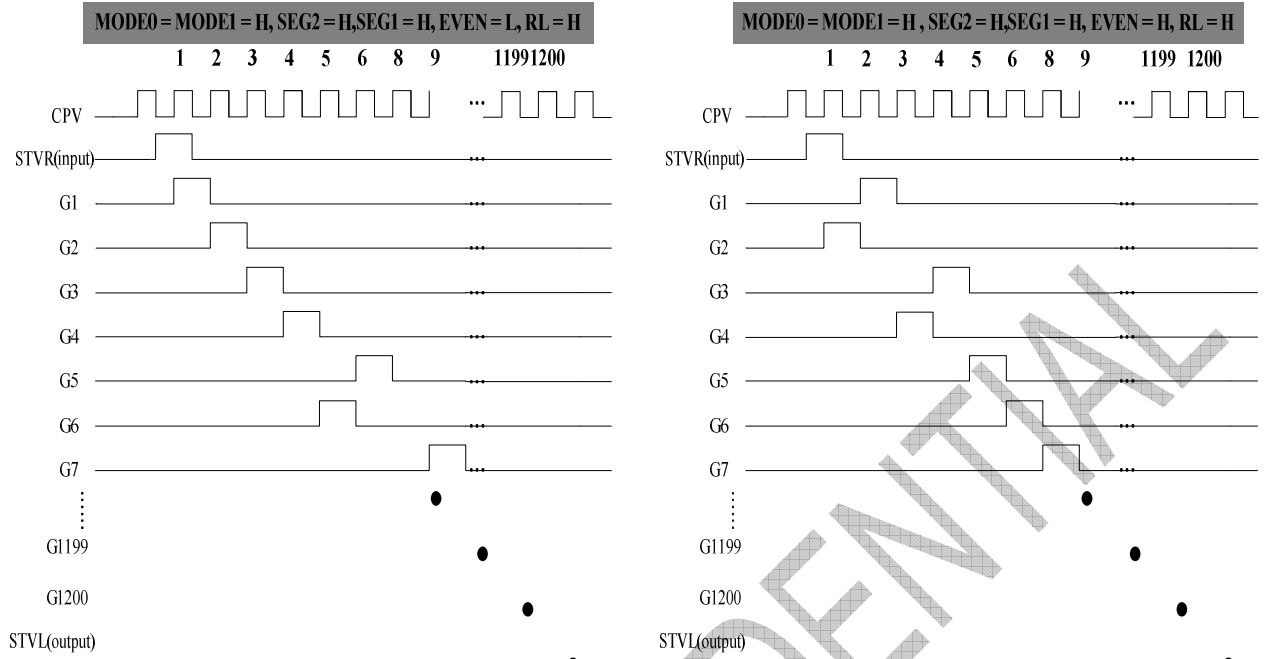 MODE0 = MODE1 = H, SEG2 = H,SEG1 = H, EVEN = L, RL = H
1 2 3 4 5 6 8 9 11991200
CPV ...
STVR(input) ...
G1 ...
G2 ...
G3 ...
G4 ...
G5 ...
G6 ...
G7 ...
G1199
G1200
STVL(output)
MODE0 = MODE1 = H , SEG2 = H,SEG1 = H, EVEN = H, RL = H
1 2 3 4 5 6 8 9 1199 1200
CPV ...
STVR(input) ...
G1 ...
G2 ...
G3 ...
G4 ...
G5 ...
G6 ...
G7 ...
G1199
G1200
STVL(output)
DENTIAL